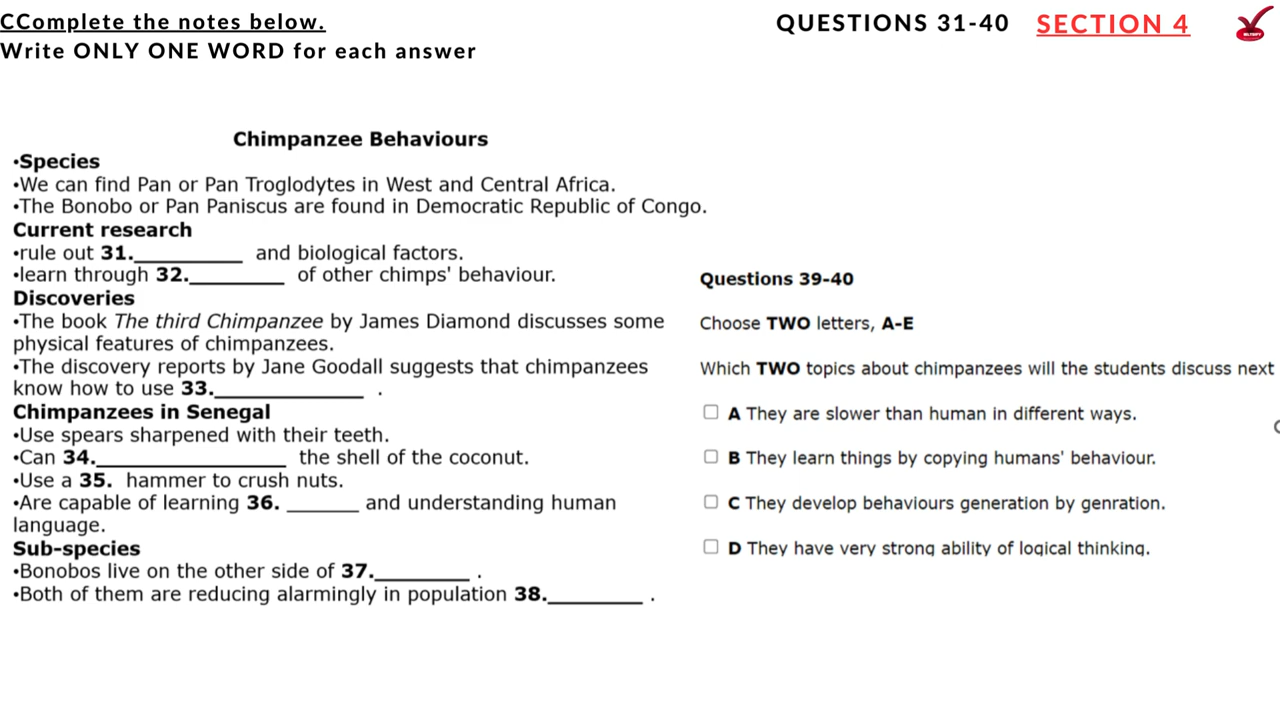 CComplete the notes below.
Write ONLY ONE WORD for each answer
QUESTIONS 31-40 SECTION 4
Chimpanzee Behaviours
•Species
•We can find Pan or Pan Troglodytes in West and Central Africa.
•The Bonobo or Pan Paniscus are found in Democratic Republic of Congo.
Current research
•rule out 31.__________ and biological factors.
•learn through 32._________ of other chimps' behaviour.
Discoveries
•The book The third Chimpanzee by James Diamond discusses some
physical features of chimpanzees.
•The discovery reports by Jane Goodall suggests that chimpanzees
know how to use 33.______________ .
Chimpanzees in Senegal
•Use spears sharpened with their teeth.
•Can 34.__________________ the shell of the coconut.
•Use a 35. hammer to crush nuts.
•Are capable of learning 36. _______ and understanding human
language.
Sub-species
•Bonobos live on the other side of 37._________ .
•Both of them are reducing alarmingly in population 38._________ .
Questions 39-40
Choose TWO letters, A-E
Which TWO topics about chimpanzees will the students discuss next
A They are slower than human in different ways.
B They learn things by copying humans' behaviour.
C They develop behaviours generation by genration.
D They have very strong ability of logical thinking.